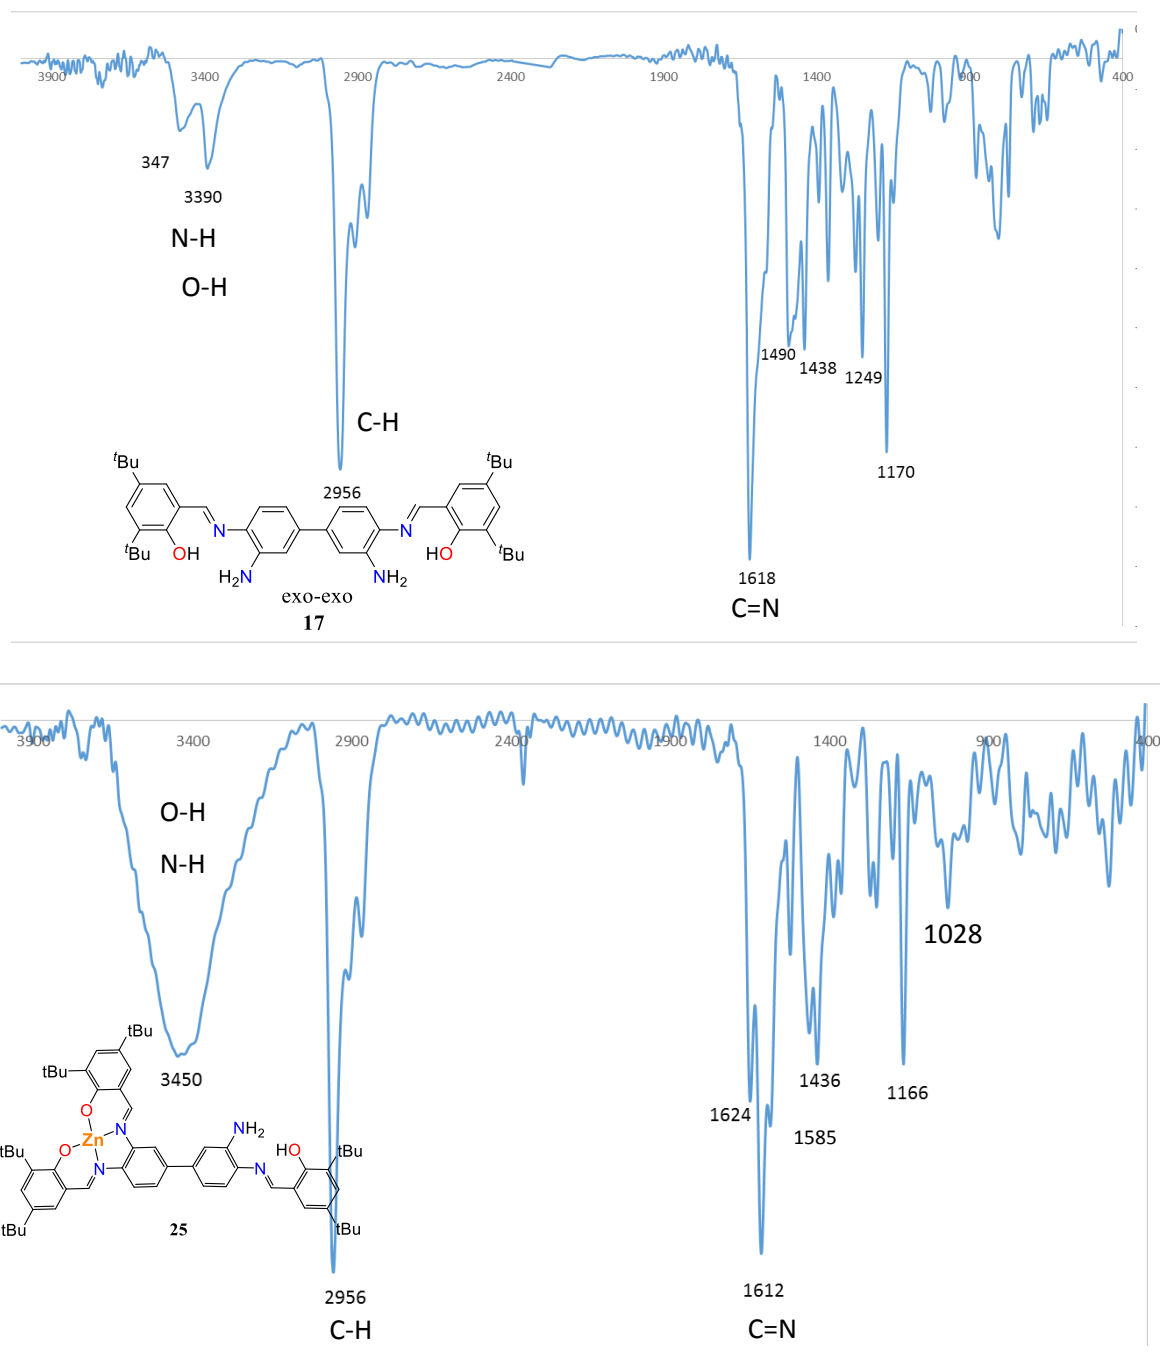 3900 3400 2900 2400 1900 1400 900 400
347
3390
N-H
O-H
C-H
2956
1490
1438
1249
1170
1618
C=N
tBu tBu
N N
tBu OH HO tBu
H2N NH2
exo-exo
17
3900 3400 2900 2400 1900 1400 900 400
O-H
N-H
3450
1028
1436
1166
1624
1585
tBu
tBu
O
Zn N
NH2
tBu O HO tBu
N N
tBu tBu
25
2956
C-H
1612
C=N